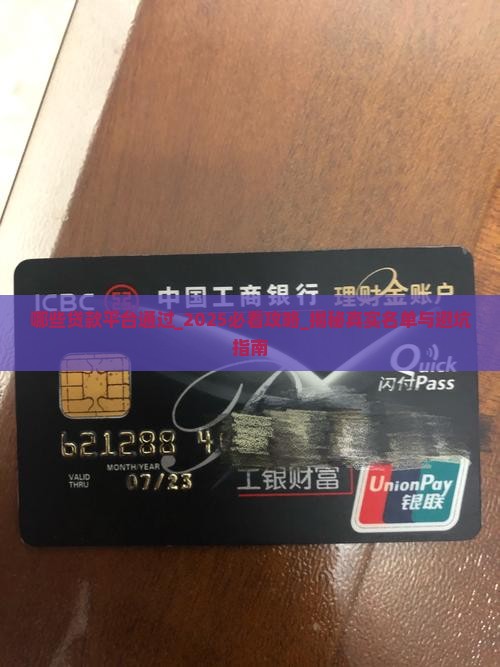 ICBC 中国工商银行 理财金账户
哪些贷款平台通过_2025必看攻略_揭秘真实名单与避坑
指南
Quick
闪付Pass
621288 4
MONTH/YEAR
VALID
THRU
07/23
工银财富
UnionPay
银联